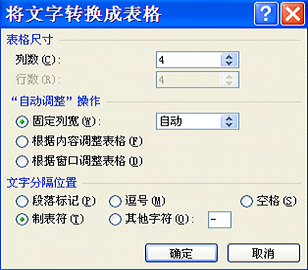 将文字转换成表格
表格尺寸
列数(C): 4
行数(R): 4
“自动调整”操作
固定列宽(W): 自动
根据内容调整表格(F)
根据窗口调整表格(D)
文字分隔位置
段落标记(P) 逗号(M) 空格(S)
制表符(T) 其他字符(O): -
确定 取消